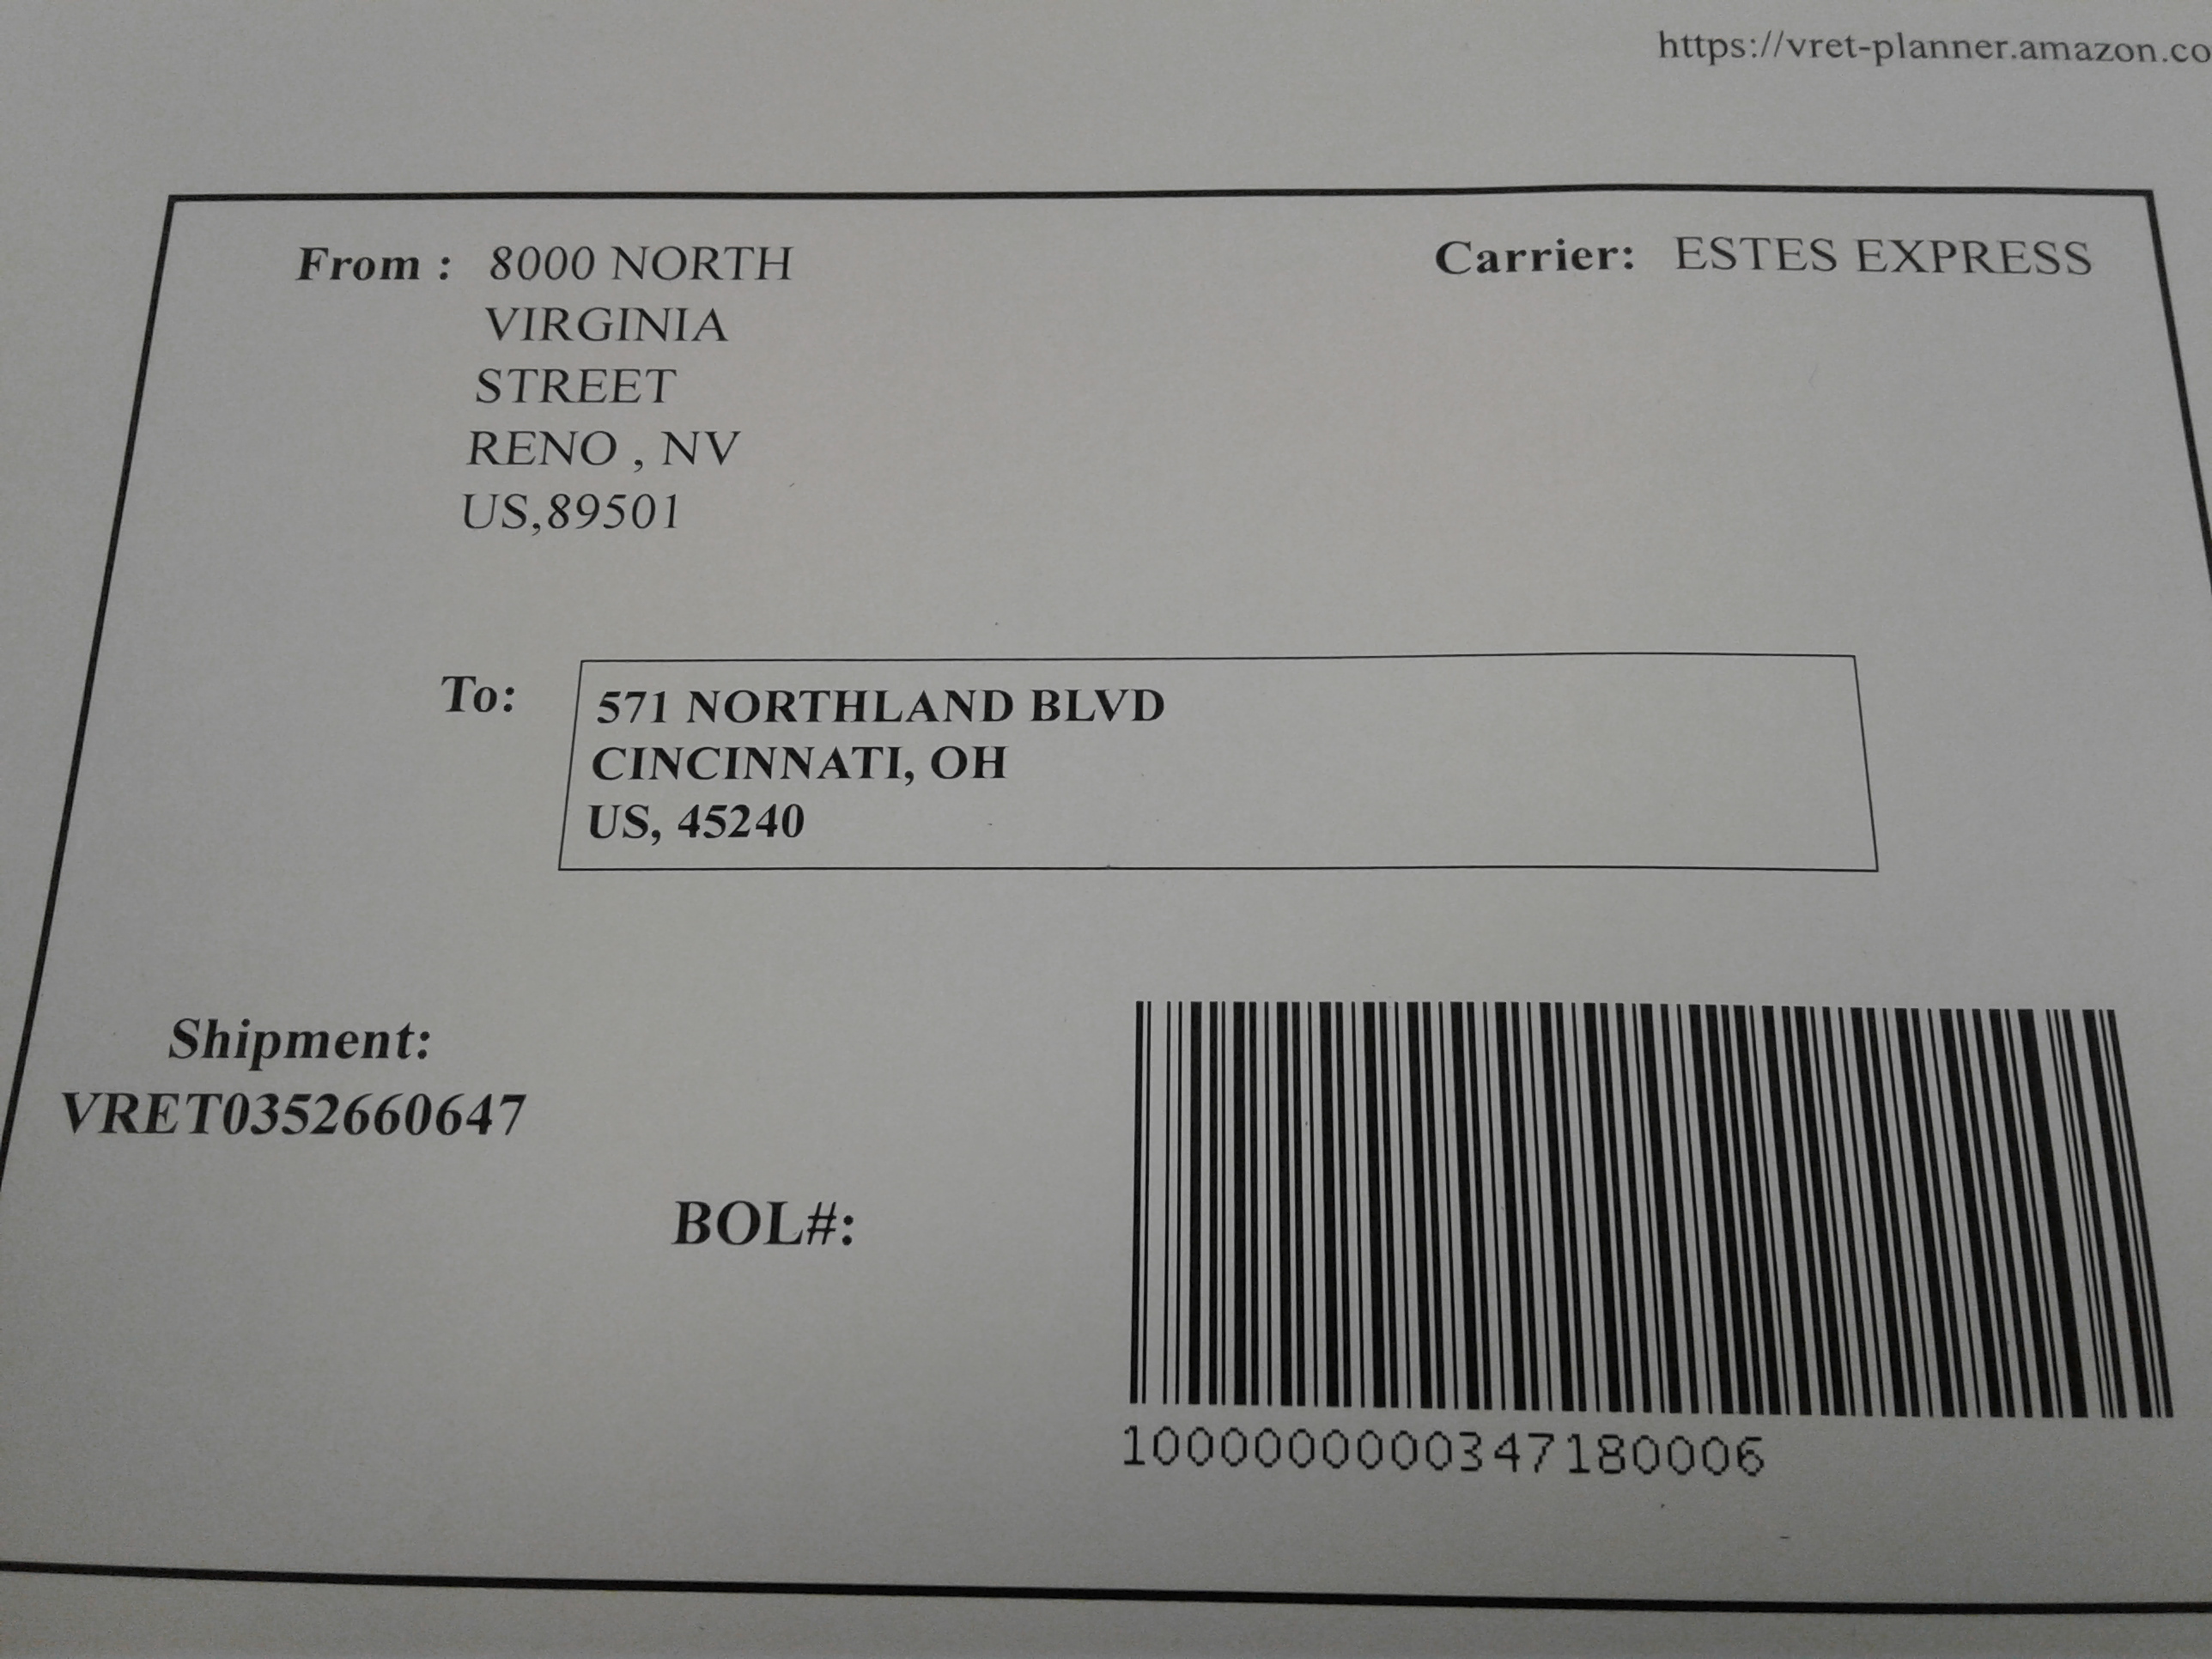 https://vret-planner.amazon.co
From : 8000 NORTH
VIRGINIA
STREET
RENO , NV
US,89501
Carrier: ESTES EXPRESS
To: 571 NORTHLAND BLVD
CINCINNATI, OH
US, 45240
Shipment:
VRET0352660647
BOL#:
1000000000347180006